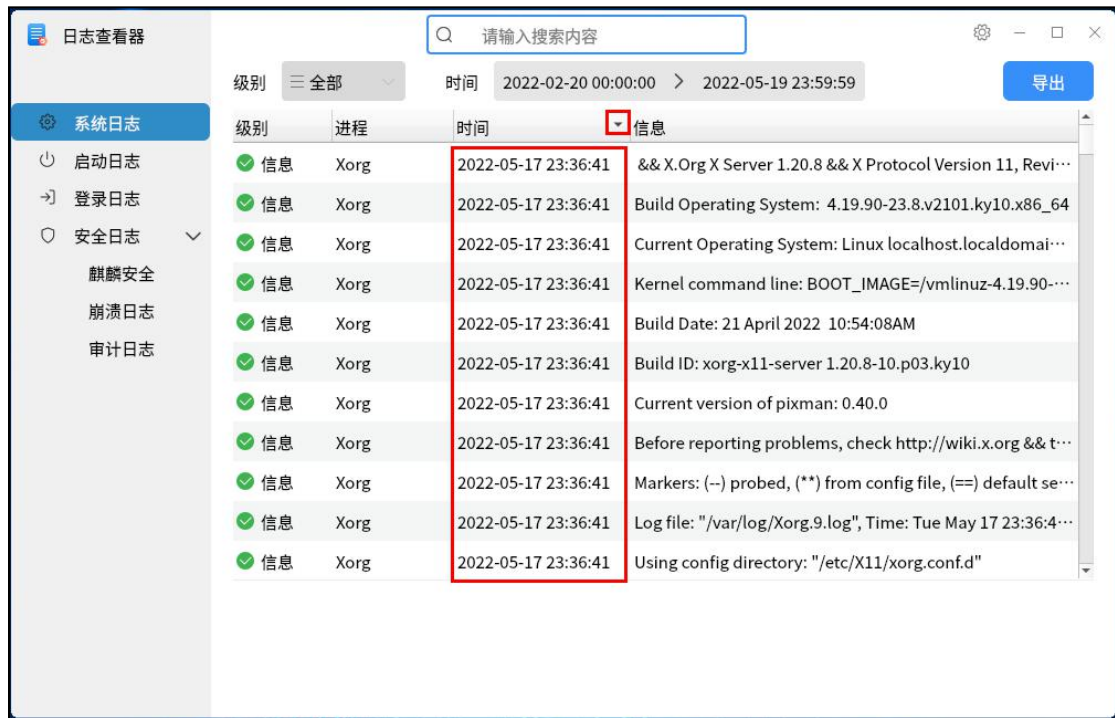 日志查看器
请输入搜索内容
级别 全部 时间 2022-02-20 00:00:00 > 2022-05-19 23:59:59 导出
系统日志
启动日志
登录日志
安全日志
麒麟安全
崩溃日志
审计日志
级别 进程 时间 信息
信息 Xorg 2022-05-17 23:36:41 && X.Org X Server 1.20.8 && X Protocol Version 11, Revi···
信息 Xorg 2022-05-17 23:36:41 Build Operating System: 4.19.90-23.8.v2101.ky10.x86_64
信息 Xorg 2022-05-17 23:36:41 Current Operating System: Linux localhost.localdomai···
信息 Xorg 2022-05-17 23:36:41 Kernel command line: BOOT_IMAGE=/vmlinuz-4.19.90-···
信息 Xorg 2022-05-17 23:36:41 Build Date: 21 April 2022 10:54:08AM
信息 Xorg 2022-05-17 23:36:41 Build ID: xorg-x11-server 1.20.8-10.p03.ky10
信息 Xorg 2022-05-17 23:36:41 Current version of pixman: 0.40.0
信息 Xorg 2022-05-17 23:36:41 Before reporting problems, check http://wiki.x.org && t···
信息 Xorg 2022-05-17 23:36:41 Markers: (--) probed, (**) from config file, (==) default se···
信息 Xorg 2022-05-17 23:36:41 Log file: "/var/log/Xorg.9.log", Time: Tue May 17 23:36:4···
信息 Xorg 2022-05-17 23:36:41 Using config directory: "/etc/X11/xorg.conf.d"